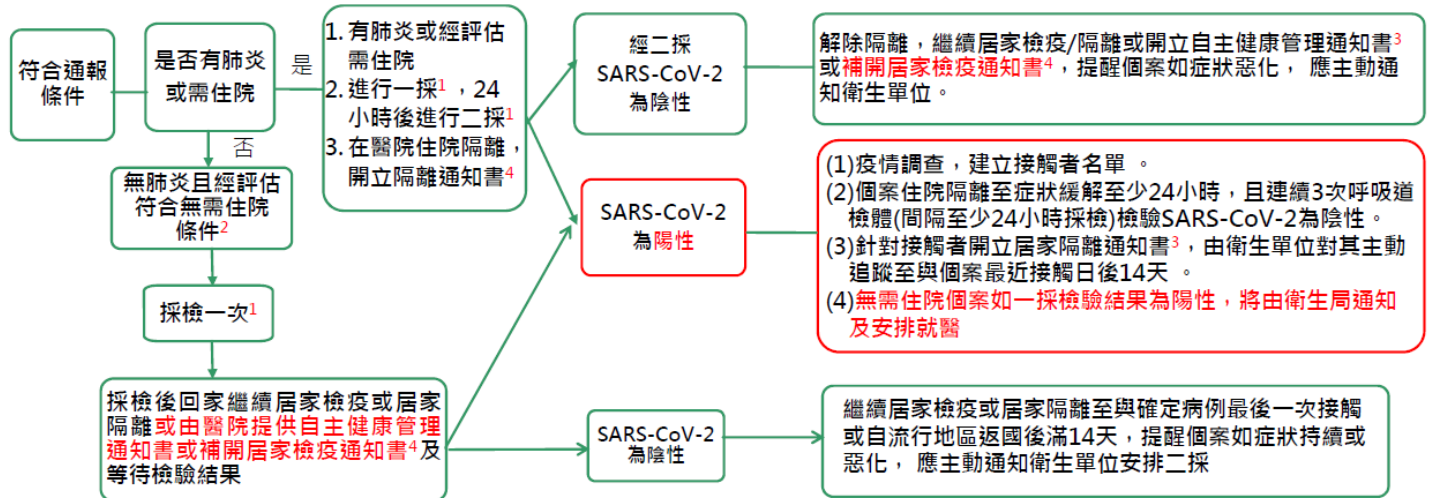 符合通報
條件
是否有肺炎
或需住院
是
否
1. 有肺炎或經評估
需住院
2. 進行一採1 ，24
小時後進行二採1
3. 在醫院住院隔離，
開立隔離通知書4
經二採
SARS-CoV-2
為陰性
解除隔離，繼續居家檢疫/隔離或開立自主健康管理通知書3
或補開居家檢疫通知書4，提醒個案如症狀惡化， 應主動通
知衛生單位。
無肺炎且經評估
符合無需住院
條件2
SARS-CoV-2
為陽性
(1)疫情調查，建立接觸者名單 。
(2)個案住院隔離至症狀緩解至少24小時，且連續3次呼吸道
檢體(間隔至少24小時採檢)檢驗SARS-CoV-2為陰性。
(3)針對接觸者開立居家隔離通知書3，由衛生單位對其主動
追蹤至與個案最近接觸日後14天 。
(4)無需住院個案如一採檢驗結果為陽性，將由衛生局通知
及安排就醫
採檢一次1
採檢後回家繼續居家檢疫或居家
隔離或由醫院提供自主健康管理
通知書或補開居家檢疫通知書4及
等待檢驗結果
SARS-CoV-2
為陰性
繼續居家檢疫或居家隔離至與確定病例最後一次接觸
或自流行地區返國後滿14天，提醒個案如症狀持續或
惡化， 應主動通知衛生單位安排二採